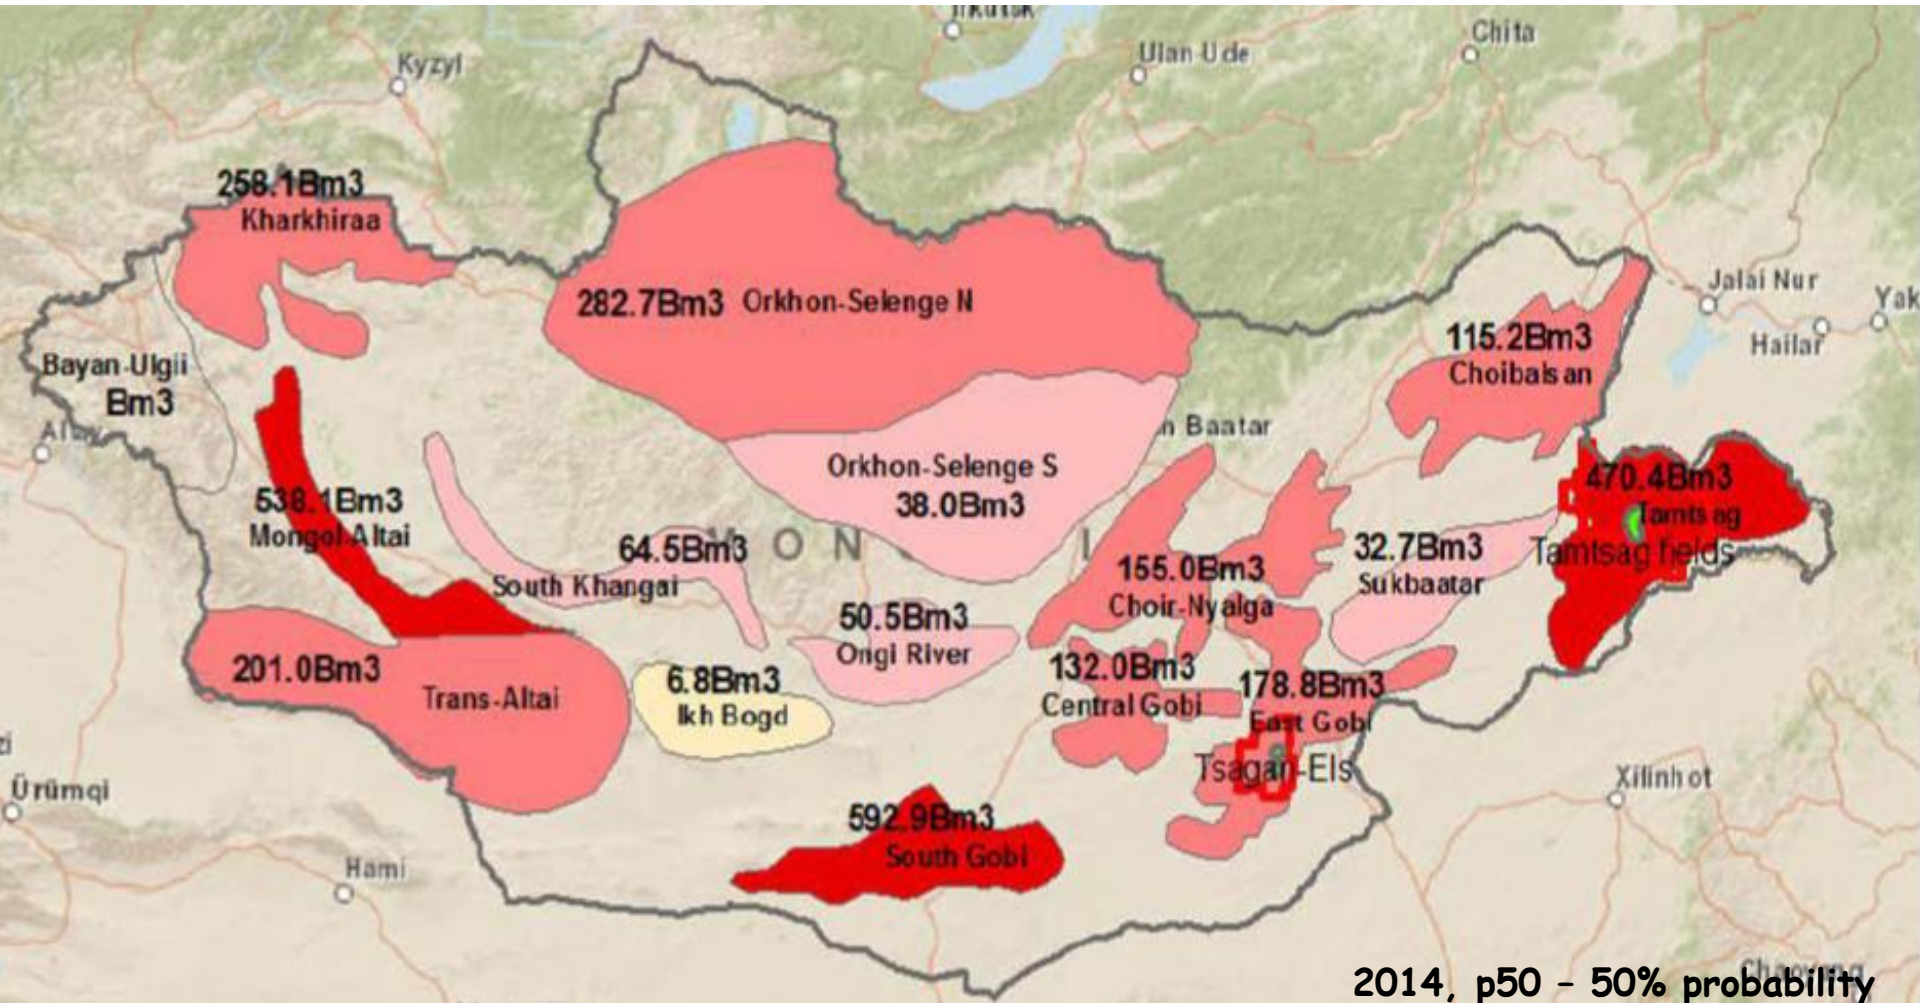 Kyzyl
Ulan Ude
Chita
258.1Bm3
Kharkhiraa
282.7Bm3 Orkhon-Selenge N
Jalai Nur
Yak
Hailar
115.2Bm3
Choibalsan
Bayan-Ulgii
Bm3
n Baatar
Orkhon-Selenge S
38.0Bm3
470.4Bm3
Tamtsag
Tamtsag fields
538.1Bm3
Mongol-Altai
MON
I
64.5Bm3
South Khangai
32.7Bm3
Sukbaatar
155.0Bm3
Choir-Nyalga
50.5Bm3
Ongi River
201.0Bm3
Trans-Altai
6.8Bm3
Ikh Bogd
132.0Bm3
Central Gobi
178.8Bm3
East Gobi
Tsagan-Els
zi
Ürümqi
Xilinhot
592.9Bm3
South Gobi
Hami
2014, p50 - 50% probability